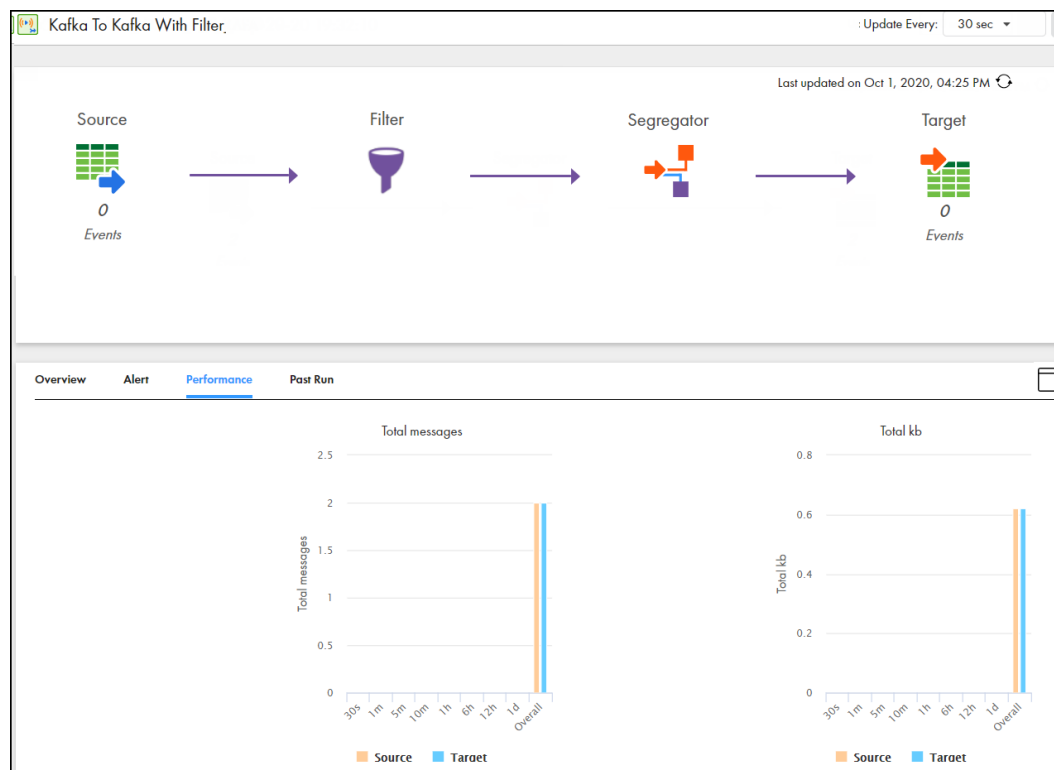 Kafka To Kafka With Filter
: Update Every: 30 sec
Last updated on Oct 1, 2020, 04:25 PM
Source Filter Segregator Target
0 0
Events Events
Overview Alert Performance Past Run
Total messages
2.5
2
1.5
1
0.5
0
Total messages
30s 1m 5m 10m 1h 6h 12h 1d Overall
Source Target
Total kb
0.8
0.6
0.4
0.2
0
Total kb
30s 1m 5m 10m 1h 6h 12h 1d Overall
Source Target